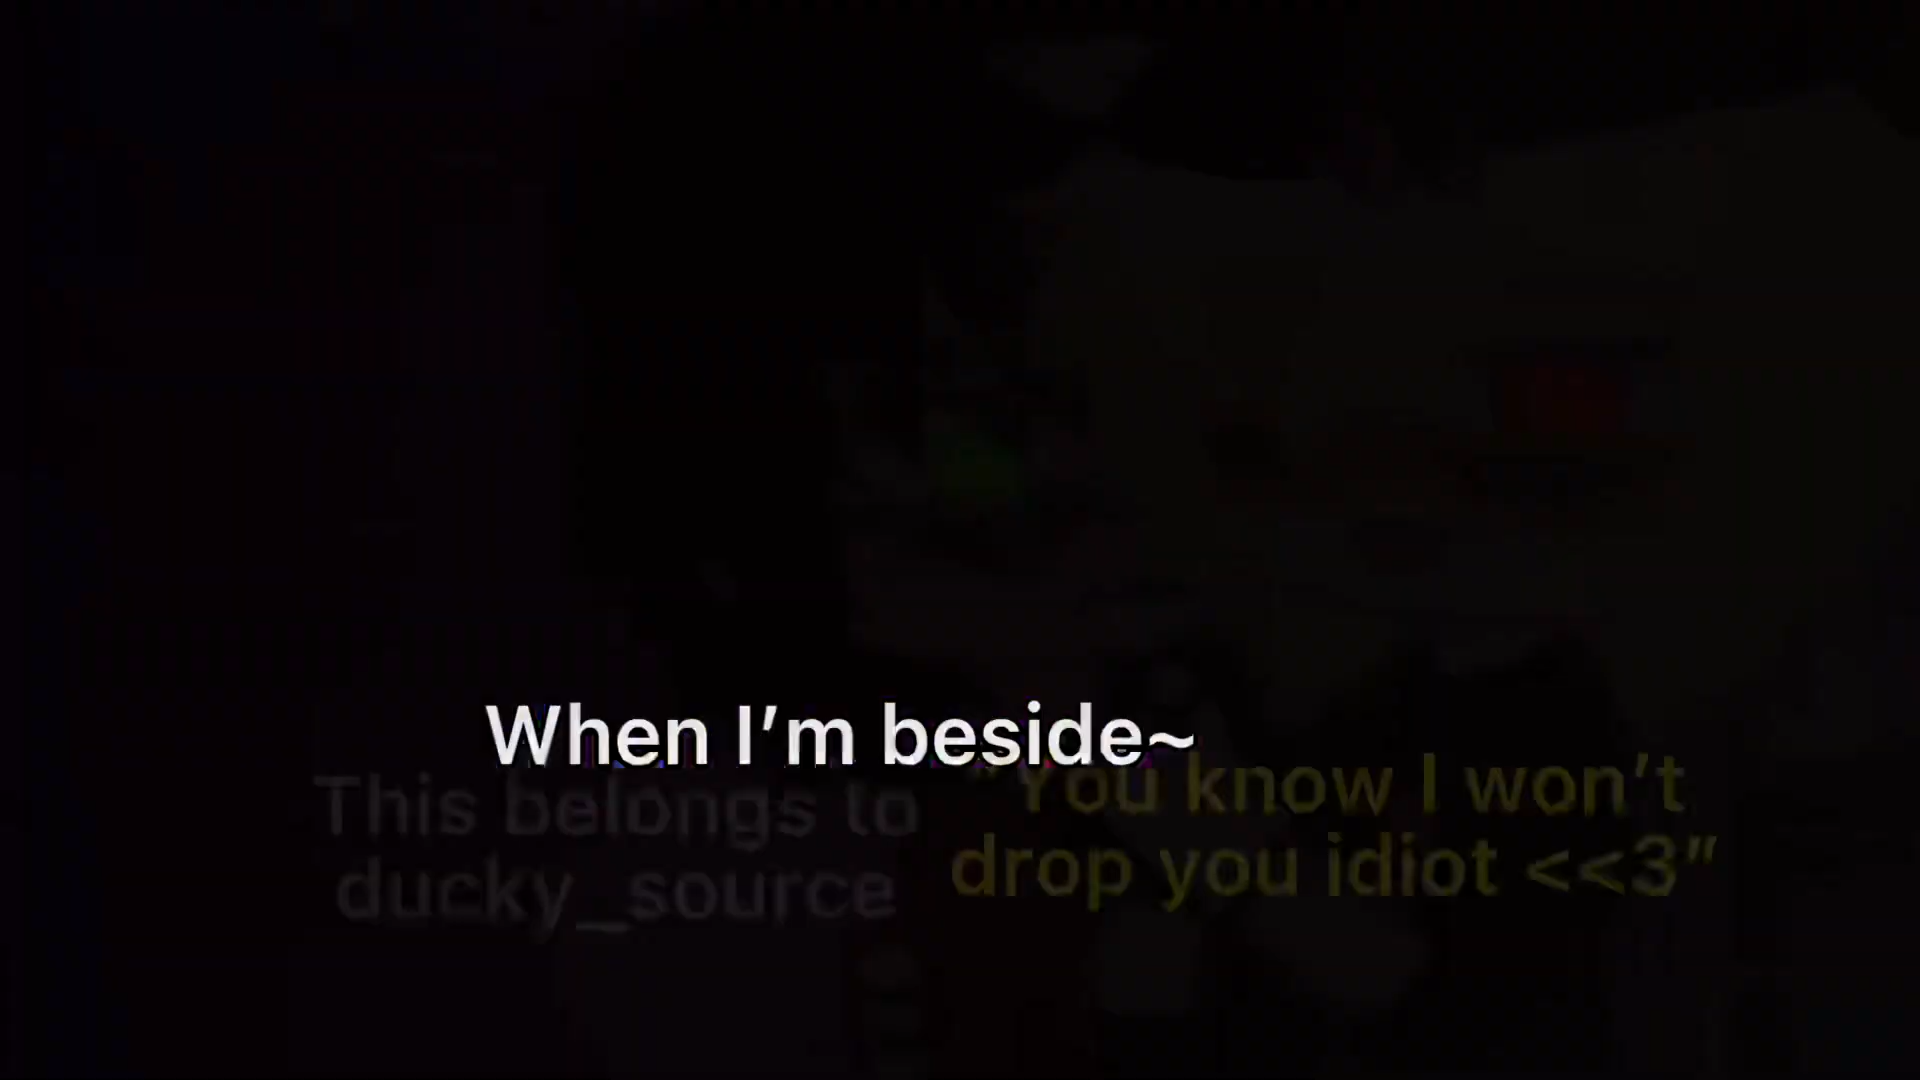 When I'm beside~
This belongs to
ducky_source
"You know I won't
drop you idiot <<3"